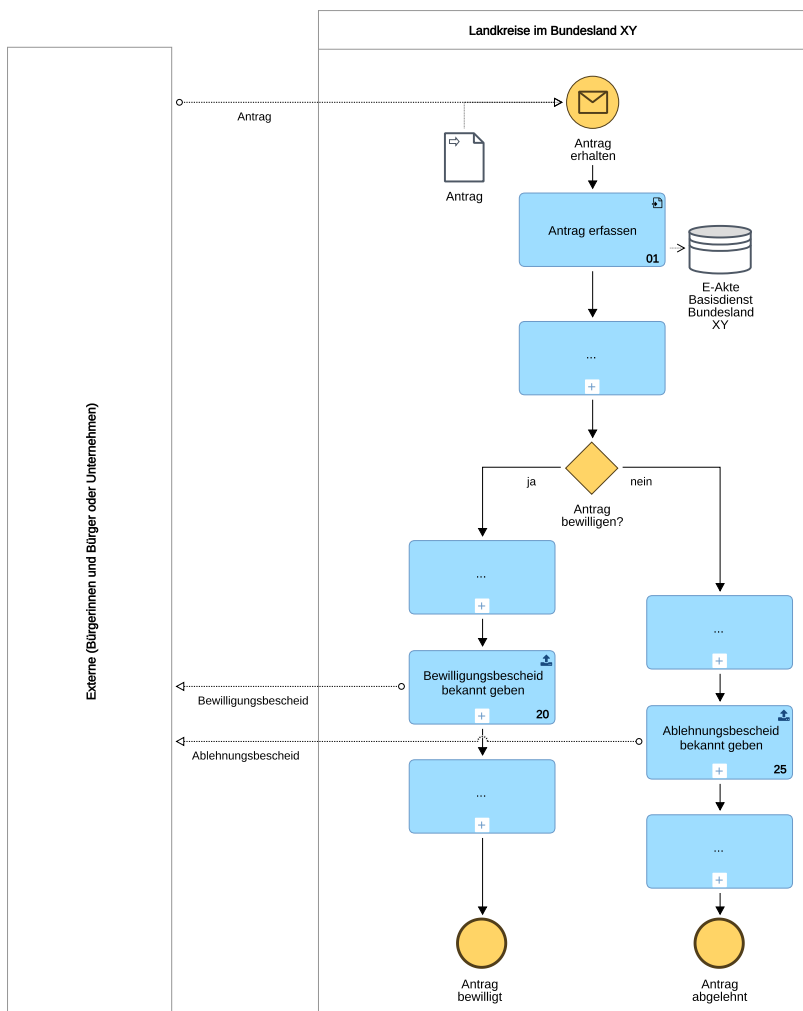 Landkreise im Bundesland XY
Externe (Bürgerinnen und Bürger oder Unternehmen)
Antrag
Antrag
erhalten
Antrag
Antrag erfassen
01
E-Akte
Basisdienst
Bundesland
XY
...
ja
nein
Antrag
bewilligen?
...
...
Bewilligungsbescheid
bekannt geben
20
Bewilligungsbescheid
Ablehnungsbescheid
bekannt geben
25
Ablehnungsbescheid
...
...
Antrag
bewilligt
Antrag
abgelehnt